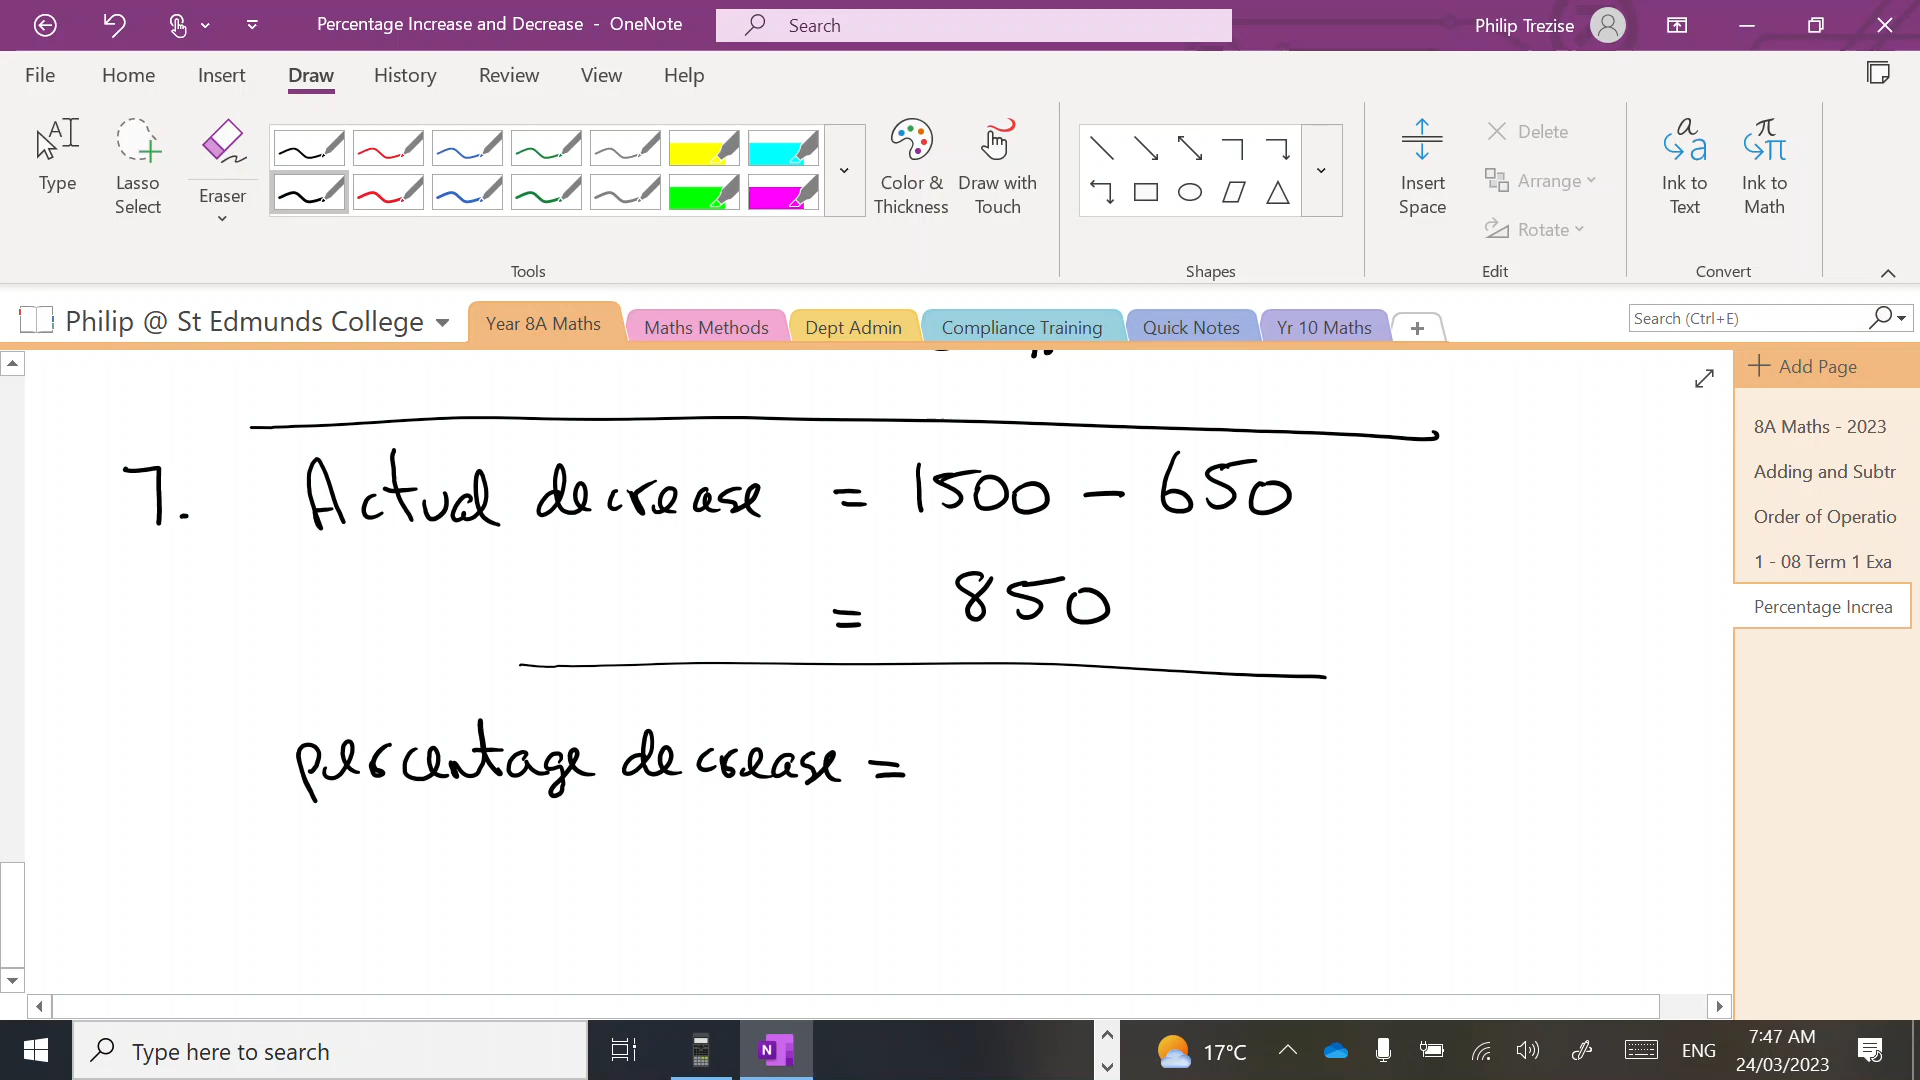 Percentage Increase and Decrease - OneNote
Search
Philip Trezise
File Home Insert Draw History Review View Help
Type
Lasso Select
Eraser
Color & Thickness
Draw with Touch
Insert Space
Delete
Arrange
Rotate
Ink to Text
Ink to Math
Tools
Shapes
Edit
Convert
Philip @ St Edmunds College
Year 8A Maths
Maths Methods
Dept Admin
Compliance Training
Quick Notes
Yr 10 Maths
Search (Ctrl+E)
Add Page
8A Maths - 2023
Adding and Subtr
Order of Operatio
1 - 08 Term 1 Exa
Percentage Increa
7. Actual decrease = 1500 - 650
= 850
percentage decrease =
Type here to search
17°C
ENG
7:47 AM
24/03/2023